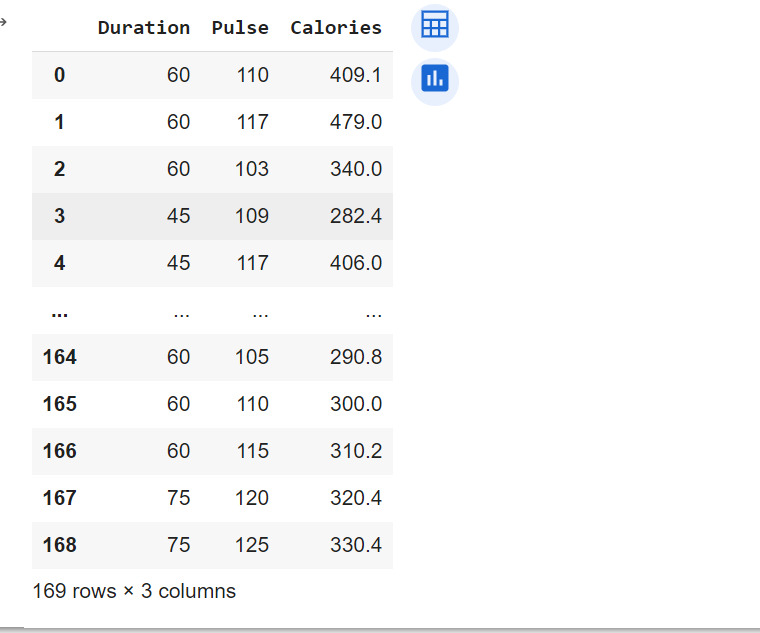 Duration Pulse Calories
0 60 110 409.1
1 60 117 479.0
2 60 103 340.0
3 45 109 282.4
4 45 117 406.0
... ... ... ...
164 60 105 290.8
165 60 110 300.0
166 60 115 310.2
167 75 120 320.4
168 75 125 330.4
169 rows × 3 columns